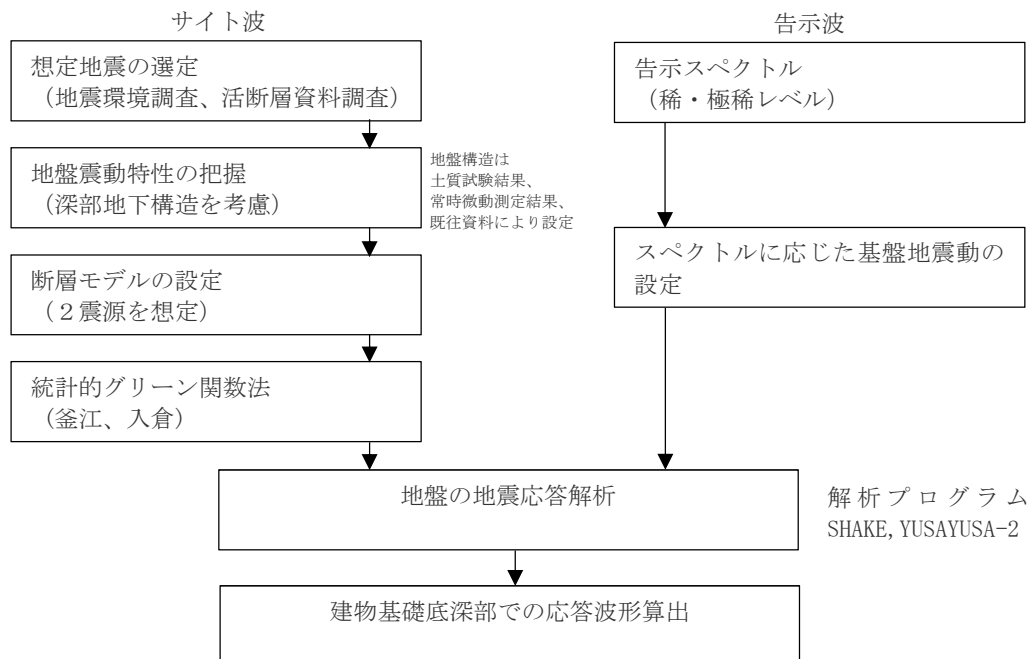 サイト波
告示波
想定地震の選定
（地震環境調査、活断層資料調査）
告示スペクトル
（稀・極稀レベル）
地盤震動特性の把握
（深部地下構造を考慮）
地盤構造は
土質試験結果、
常時微動測定結果、
既往資料により設定
スペクトルに応じた基盤地震動の
設定
断層モデルの設定
（２震源を想定）
統計的グリーン関数法
（釜江、入倉）
地盤の地震応答解析
解析プログラム
SHAKE,YUSAYUSA-2
建物基礎底深部での応答波形算出